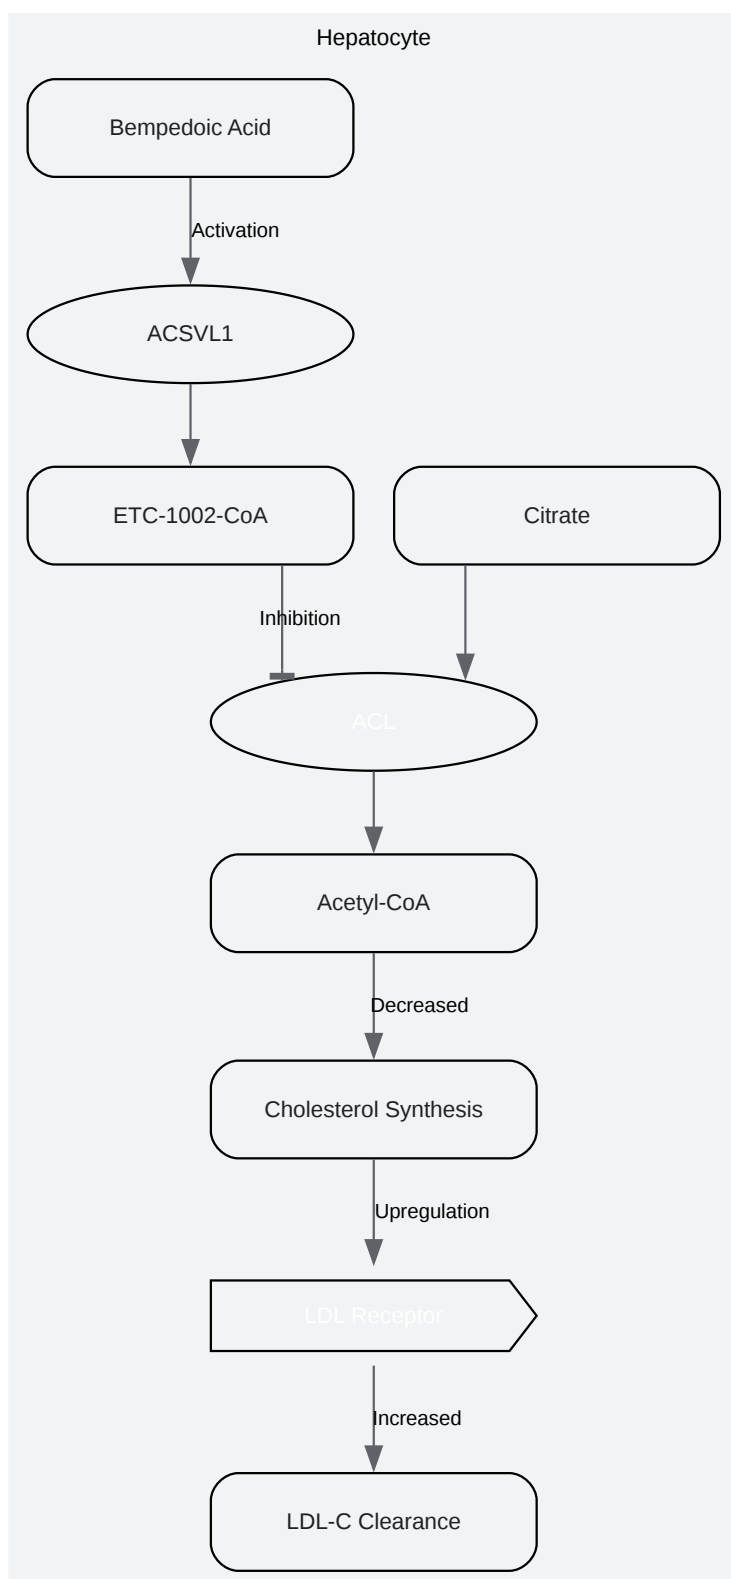 Hepatocyte
Bempedoic Acid
Activation
ACSVL1
ETC-1002-CoA
Citrate
Inhibition
ACL
Acetyl-CoA
Decreased
Cholesterol Synthesis
Upregulation
LDL Receptor
Increased
LDL-C Clearance